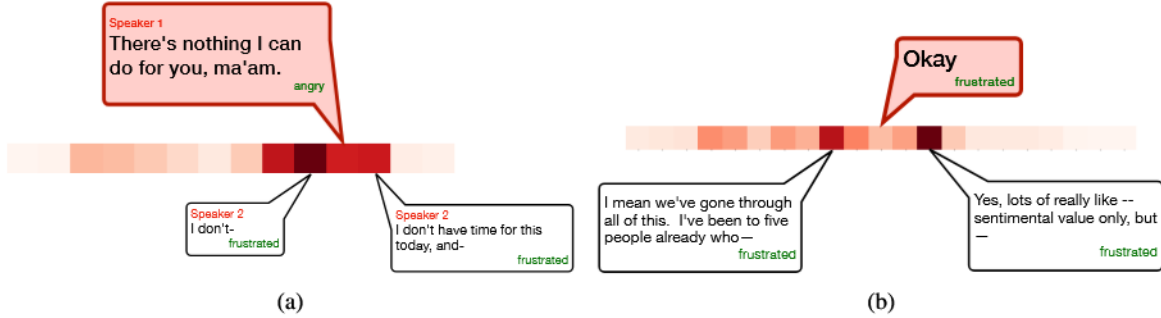 Speaker 1
There's nothing I can
do for you, ma'am.
angry
Speaker 2
I don't-
frustrated
Speaker 2
I don't have time for this
today, and-
frustrated
(a)
Okay
frustrated
I mean we've gone through
all of this. I've been to five
people already who—
frustrated
Yes, lots of really like --
sentimental value only, but
—
frustrated
(b)